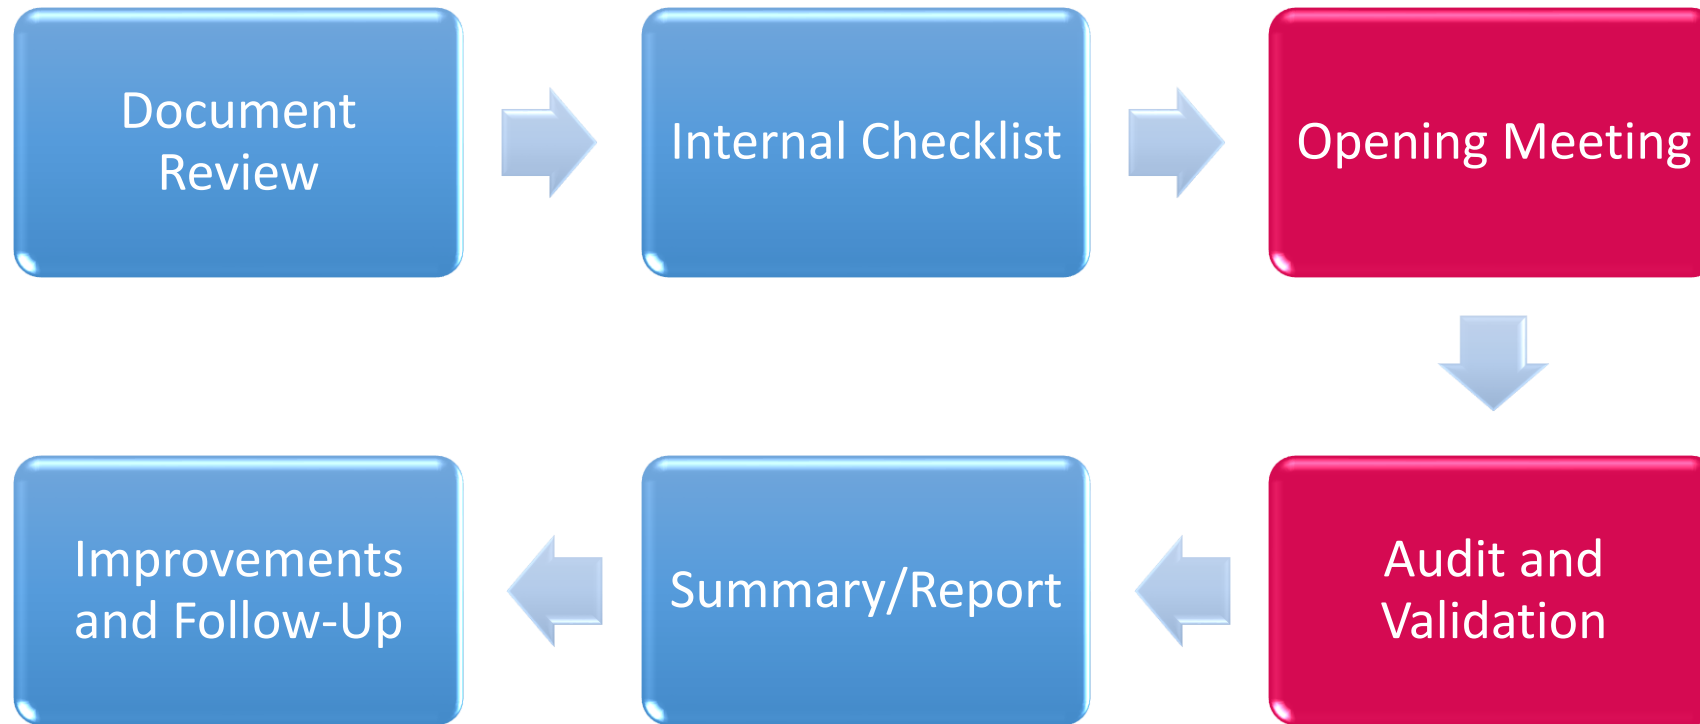 Document
Review
Internal Checklist
Opening Meeting
Audit and
Validation
Summary/Report
Improvements
and Follow-Up